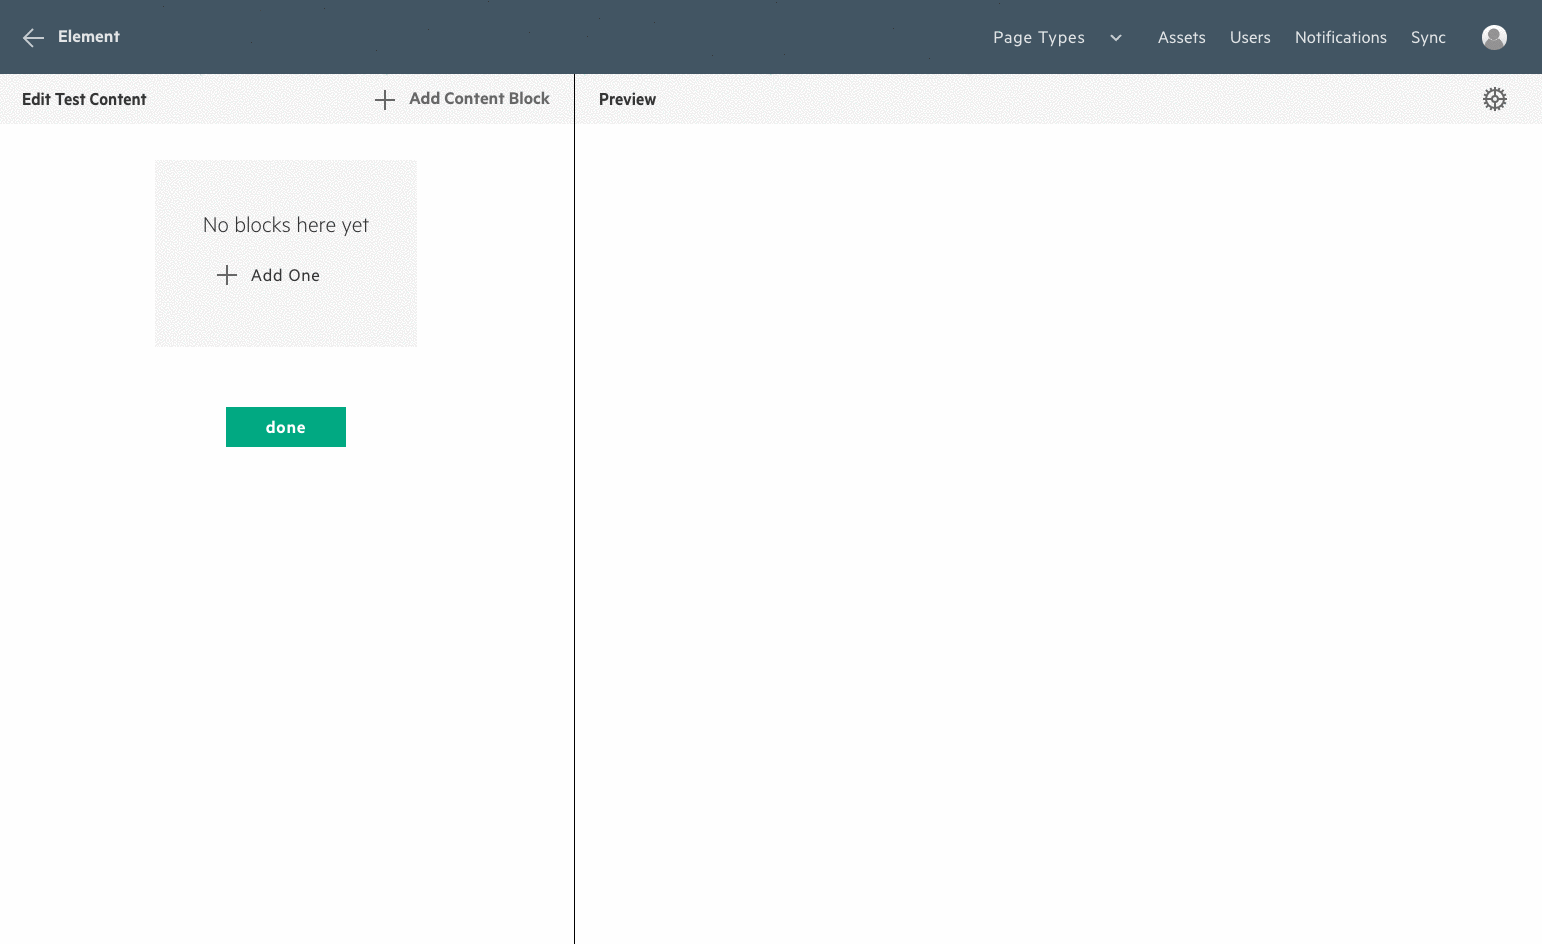 Element
Page Types
Assets
Users
Notifications
Sync
Edit Test Content
Add Content Block
Preview
No blocks here yet
Add One
done